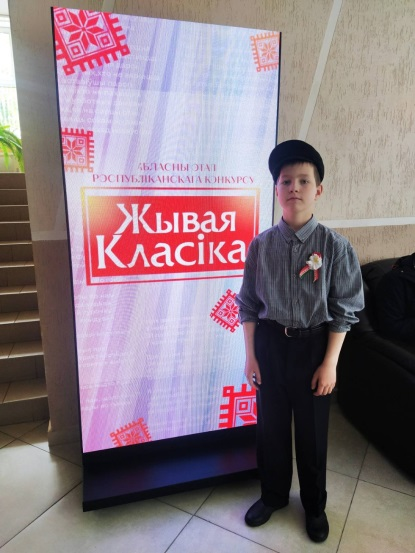 АБЛАСНЫ ЭТАП
РЭСПУБЛІКАНСКАГА КОНКУРСУ
Жывая
Класіка